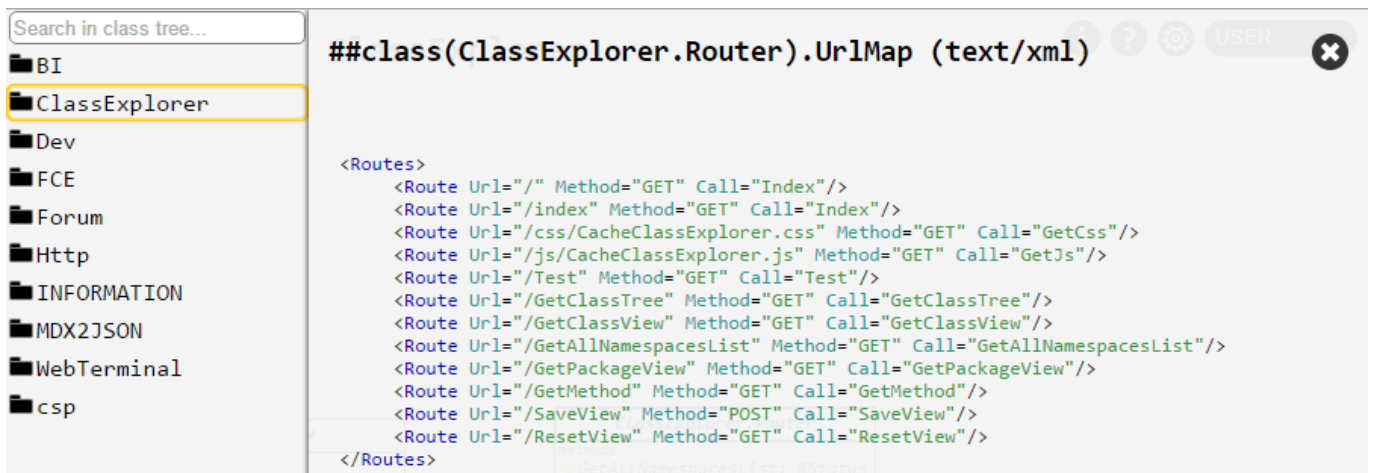 Search in class tree...
BI
ClassExplorer
Dev
FCE
Forum
Http
INFORMATION
MDX2JSON
WebTerminal
csp
##class(ClassExplorer.Router).UrlMap (text/xml)
USER
<Routes>
<Route Url="/" Method="GET" Call="Index"/>
<Route Url="/index" Method="GET" Call="Index"/>
<Route Url="/css/CacheClassExplorer.css" Method="GET" Call="GetCss"/>
<Route Url="/js/CacheClassExplorer.js" Method="GET" Call="GetJs"/>
<Route Url="/Test" Method="GET" Call="Test"/>
<Route Url="/GetClassTree" Method="GET" Call="GetClassTree"/>
<Route Url="/GetClassView" Method="GET" Call="GetClassView"/>
<Route Url="/GetAllNamespacesList" Method="GET" Call="GetAllNamespacesList"/>
<Route Url="/GetPackageView" Method="GET" Call="GetPackageView"/>
<Route Url="/GetMethod" Method="GET" Call="GetMethod"/>
<Route Url="/SaveView" Method="POST" Call="SaveView"/>
<Route Url="/ResetView" Method="GET" Call="ResetView"/>
</Routes>
Methods
GetAllNamespacesList: %Status